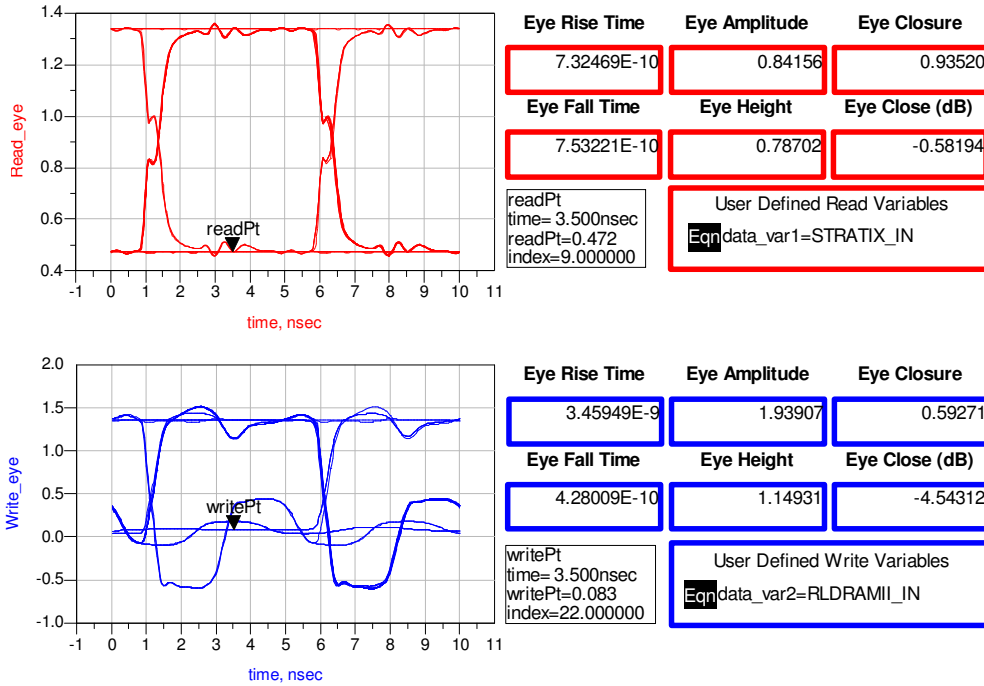 1.4
1.2
1.0
0.8
0.6
0.4
Read_eye
readPt
-1 0 1 2 3 4 5 6 7 8 9 10 11
time, nsec
Eye Rise Time Eye Amplitude Eye Closure
7.32469E-10 0.84156 0.93520
Eye Fall Time Eye Height Eye Close (dB)
7.53221E-10 0.78702 -0.58194
readPt
time= 3.500nsec
readPt=0.472
index=9.000000
User Defined Read Variables
Eqn data_var1=STRATIX_IN
2.0
1.5
1.0
0.5
0.0
-0.5
-1.0
Write_eye
writePt
-1 0 1 2 3 4 5 6 7 8 9 10 11
time, nsec
Eye Rise Time Eye Amplitude Eye Closure
3.45949E-9 1.93907 0.59271
Eye Fall Time Eye Height Eye Close (dB)
4.28009E-10 1.14931 -4.54312
writePt
time= 3.500nsec
writePt=0.083
index=22.000000
User Defined Write Variables
Eqn data_var2=RLDRAMII_IN